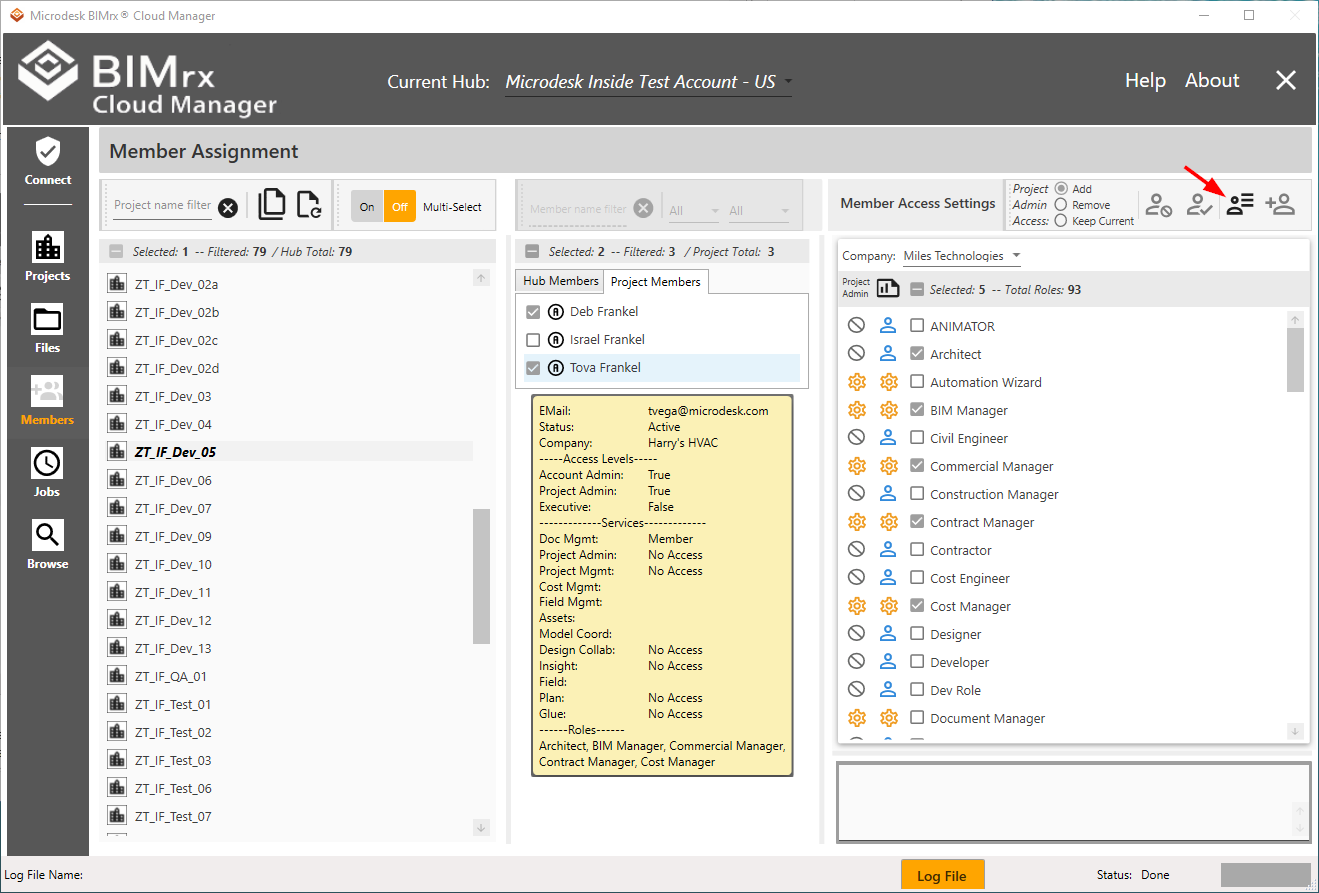 Microdesk BIMrx® Cloud Manager
BIMrx
Cloud Manager
Current Hub: Microdesk Inside Test Account - US
Help About
Connect
Projects
Files
Members
Jobs
Browse
Member Assignment
Project name filter
On Off Multi-Select
Selected: 1 -- Filtered: 79 / Hub Total: 79
ZT_IF_Dev_02a
ZT_IF_Dev_02b
ZT_IF_Dev_02c
ZT_IF_Dev_02d
ZT_IF_Dev_03
ZT_IF_Dev_04
ZT_IF_Dev_05
ZT_IF_Dev_06
ZT_IF_Dev_07
ZT_IF_Dev_09
ZT_IF_Dev_10
ZT_IF_Dev_11
ZT_IF_Dev_12
ZT_IF_Dev_13
ZT_IF_QA_01
ZT_IF_Test_01
ZT_IF_Test_02
ZT_IF_Test_03
ZT_IF_Test_06
ZT_IF_Test_07
Member name filter All All
Selected: 2 -- Filtered: 3 / Project Total: 3
Hub Members Project Members
Deb Frankel
Israel Frankel
Tova Frankel
EMail: tvega@microdesk.com
Status: Active
Company: Harry's HVAC
-----Access Levels-----
Account Admin: True
Project Admin: True
Executive: False
-------------Services-------------
Doc Mgmt: Member
Project Admin: No Access
Project Mgmt: No Access
Cost Mgmt:
Field Mgmt:
Assets:
Model Coord:
Design Collab: No Access
Insight: No Access
Field:
Plan: No Access
Glue: No Access
------Roles------
Architect, BIM Manager, Commercial Manager,
Contract Manager, Cost Manager
Member Access Settings
Project Add
Admin Remove
Access: Keep Current
Company: Miles Technologies
Project
Admin
Selected: 5 -- Total Roles: 93
ANIMATOR
Architect
Automation Wizard
BIM Manager
Civil Engineer
Commercial Manager
Construction Manager
Contract Manager
Contractor
Cost Engineer
Cost Manager
Designer
Developer
Dev Role
Document Manager
Log File Name:
Log File
Status: Done